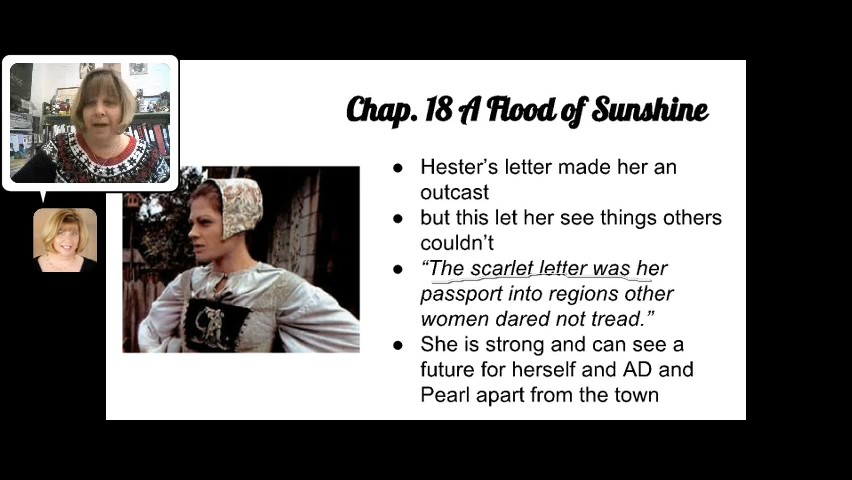 Chap. 18 A Flood of Sunshine
● Hester’s letter made her an
outcast
● but this let her see things others
couldn’t
● “The scarlet letter was her
passport into regions other
women dared not tread.”
● She is strong and can see a
future for herself and AD and
Pearl apart from the town